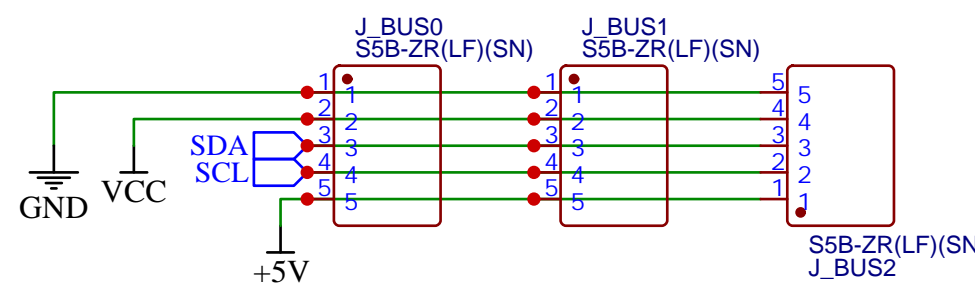 J_BUS0
S5B-ZR(LF)(SN)
J_BUS1
S5B-ZR(LF)(SN)
1 1 1 1 5 5
2 2 2 2 4 4
SDA 3 3 3 3 3 3
SCL 4 4 4 4 2 2
5 5 5 5 1 1
GND
VCC
+5V
S5B-ZR(LF)(SN
J_BUS2